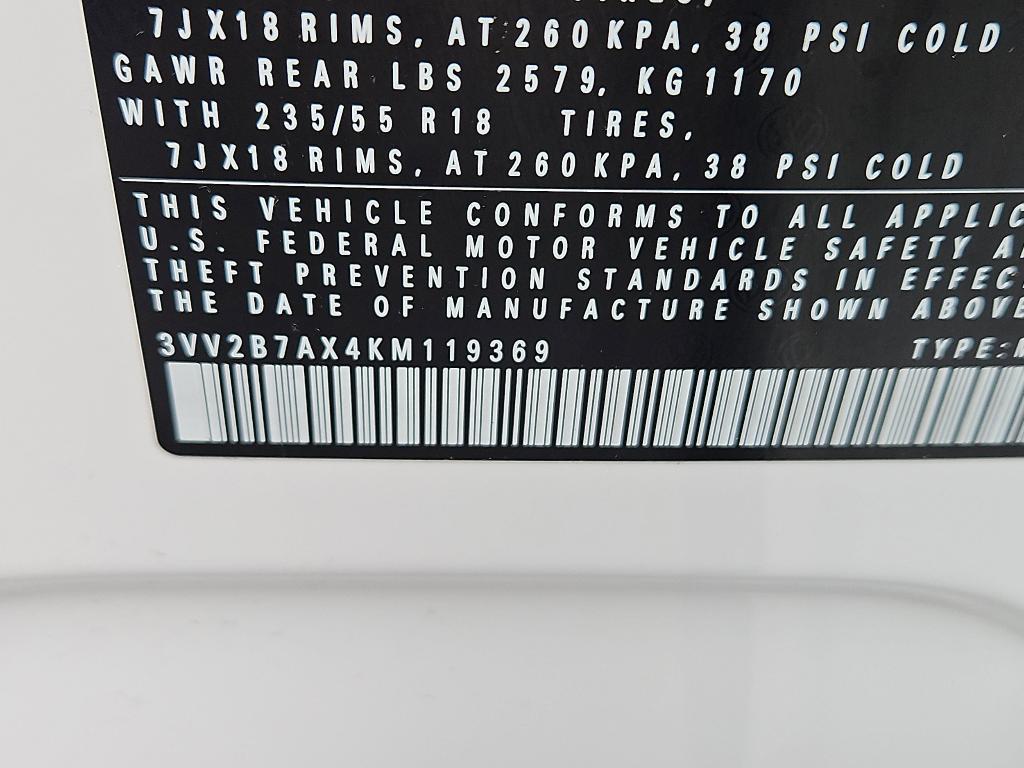 7JX18 RIMS, AT 260 KPA, 38 PSI COLD
GAWR REAR LBS 2579, KG 1170
WITH 235/55 R18 TIRES,
7JX18 RIMS, AT 260 KPA, 38 PSI COLD
THIS VEHICLE CONFORMS TO ALL APPLIC
U.S. FEDERAL MOTOR VEHICLE SAFETY A
THEFT PREVENTION STANDARDS IN EFFEC
THE DATE OF MANUFACTURE SHOWN ABOVE
3VV2B7AX4KM119369 TYPE: